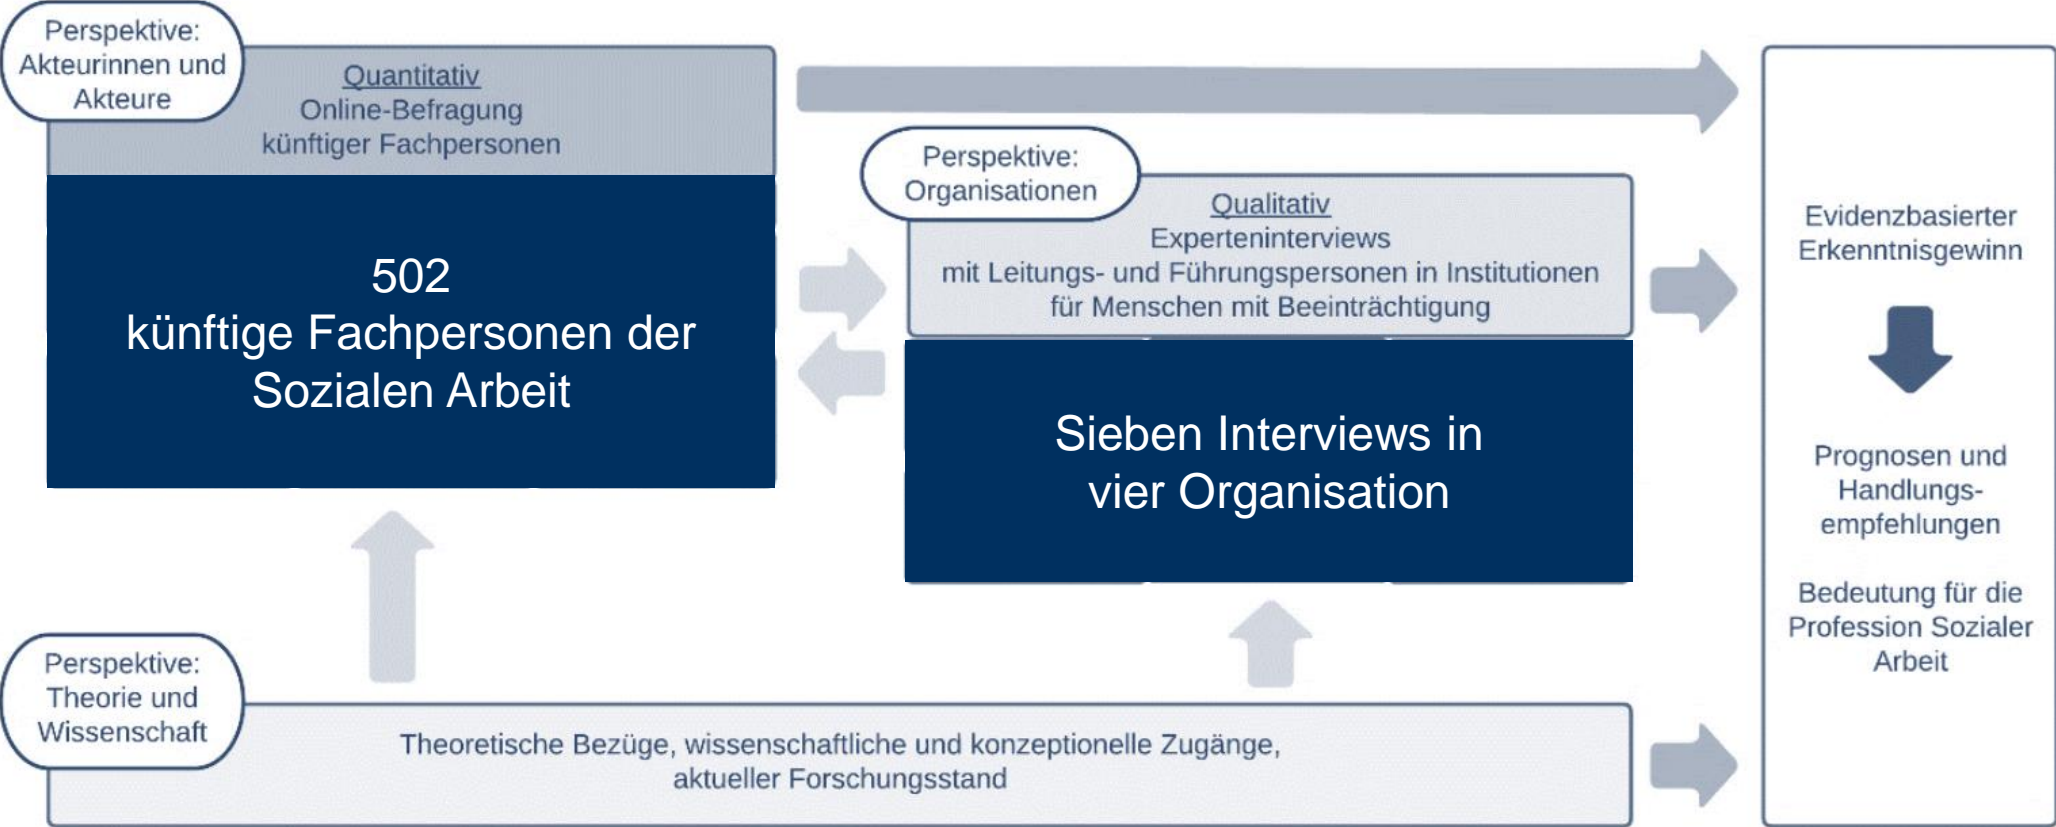 Perspektive:
Akteurinnen und
Akteure
Quantitativ
Online-Befragung
künftiger Fachpersonen
502
künftige Fachpersonen der
Sozialen Arbeit
Perspektive:
Organisationen
Qualitativ
Experteninterviews
mit Leitungs- und Führungspersonen in Institutionen
für Menschen mit Beeinträchtigung
Sieben Interviews in
vier Organisation
Perspektive:
Theorie und
Wissenschaft
Theoretische Bezüge, wissenschaftliche und konzeptionelle Zugänge,
aktueller Forschungsstand
Evidenzbasierter
Erkenntnisgewinn
Prognosen und
Handlungs-
empfehlungen
Bedeutung für die
Profession Sozialer
Arbeit